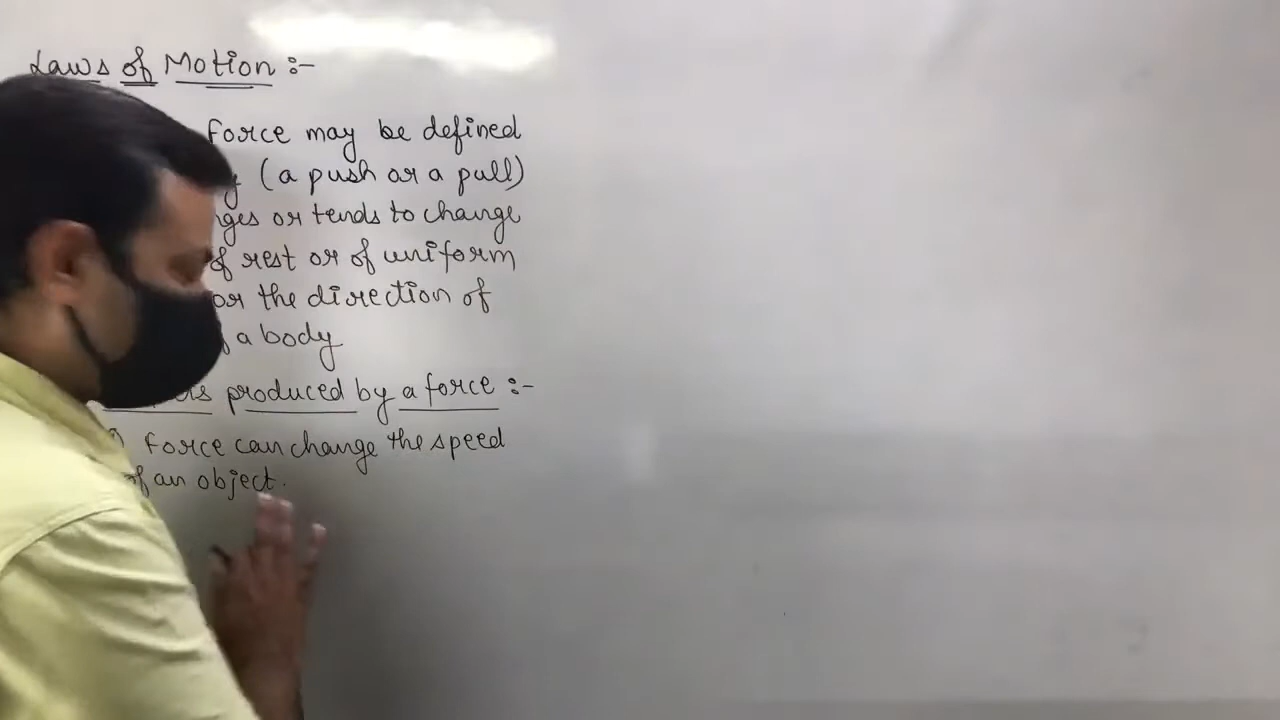 Laws of Motion :-
Force may be defined
(a push or a pull)
or tends to change
of rest or of uniform
or the direction of
a body
produced by a force :-
Force can change the speed
of an object.